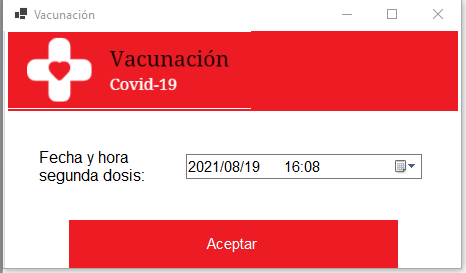 Vacunación
Vacunación
Covid-19
Fecha y hora
segunda dosis:
2021/08/19 16:08
Aceptar